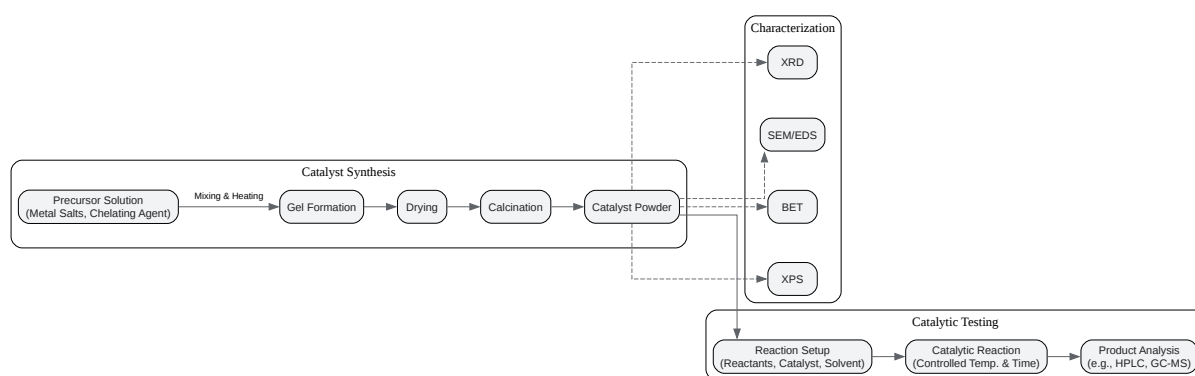 Characterization
XRD
SEM/EDS
BET
XPS
Catalyst Synthesis
Precursor Solution
(Metal Salts, Chelating Agent)
Mixing & Heating
Gel Formation
Drying
Calcination
Catalyst Powder
Catalytic Testing
Reaction Setup
(Reactants, Catalyst, Solvent)
Catalytic Reaction
(Controlled Temp. & Time)
Product Analysis
(e.g., HPLC, GC-MS)